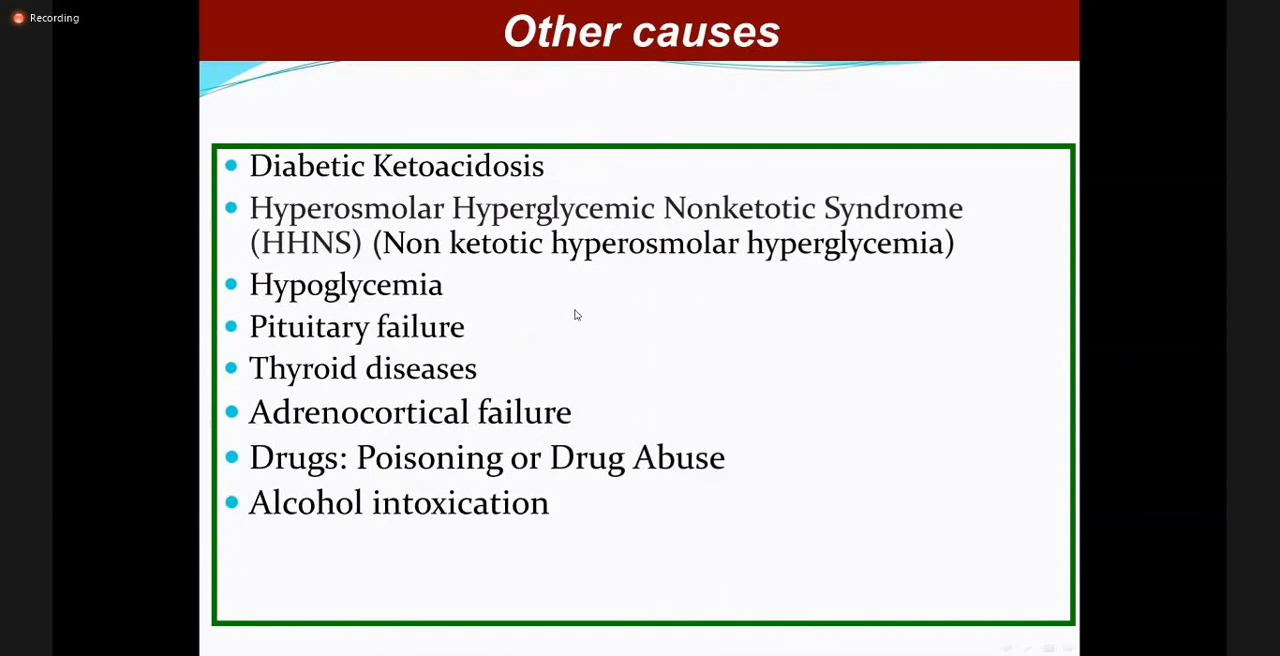 Recording
Other causes
Diabetic Ketoacidosis
Hyperosmolar Hyperglycemic Nonketotic Syndrome
(HHNS) (Non ketotic hyperosmolar hyperglycemia)
Hypoglycemia
Pituitary failure
Thyroid diseases
Adrenocortical failure
Drugs: Poisoning or Drug Abuse
Alcohol intoxication